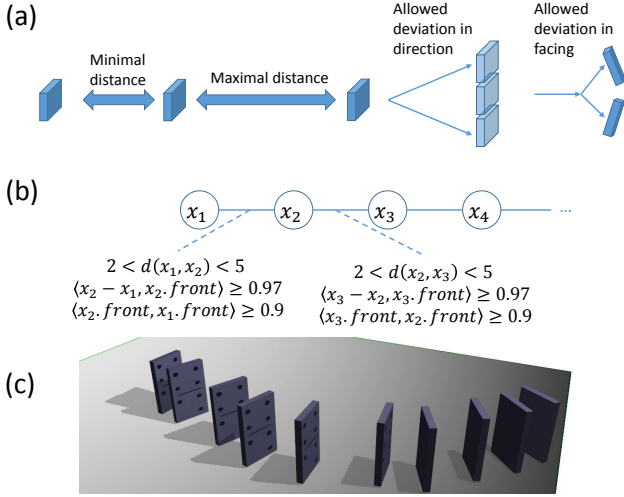 (a)
Minimal
distance
Maximal distance
Allowed
deviation in
direction
Allowed
deviation in
facing
(b)
x₁
x₂
x₃
x₄
...
2 < d(x₁, x₂) < 5
⟨x₂ − x₁, x₂. front⟩ ≥ 0.97
⟨x₂. front, x₁. front⟩ ≥ 0.9
2 < d(x₂, x₃) < 5
⟨x₃ − x₂, x₃. front⟩ ≥ 0.97
⟨x₃. front, x₂. front⟩ ≥ 0.9
(c)